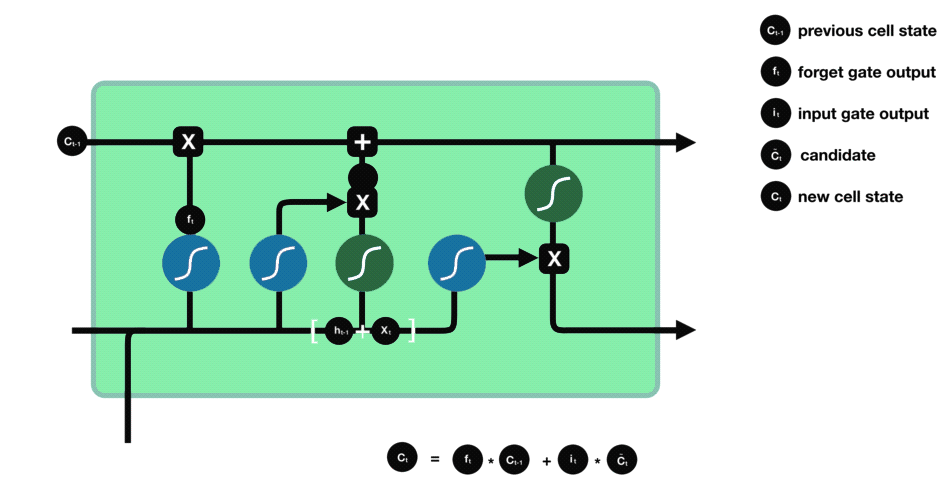 Cₜ₋₁ previous cell state
fₜ forget gate output
iₜ input gate output
C̃ₜ candidate
Cₜ new cell state
Cₜ₋₁ X +
X
fₜ
X
[ hₜ₋₁ + Xₜ ]
Cₜ = fₜ * Cₜ₋₁ + iₜ * C̃ₜ